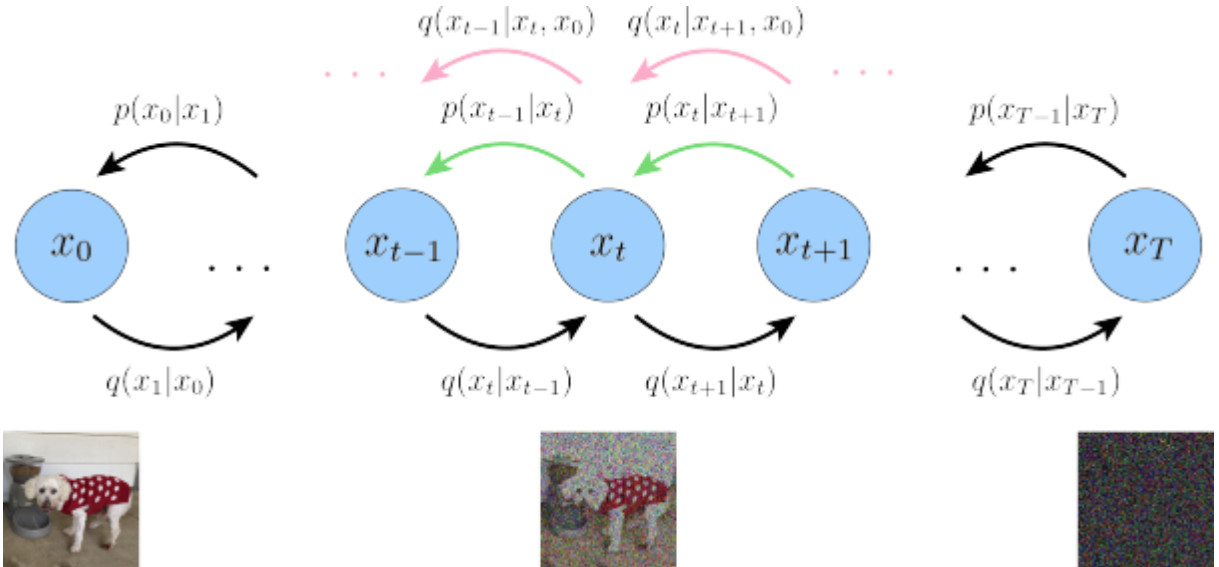 q(x_{t−1}|x_t, x_0) q(x_t|x_{t+1}, x_0)
. . . . . .
p(x_0|x_1) p(x_{t−1}|x_t) p(x_t|x_{t+1}) p(x_{T−1}|x_T)
x_0 . . . x_{t−1} x_t x_{t+1} . . . x_T
q(x_1|x_0) q(x_t|x_{t−1}) q(x_{t+1}|x_t) q(x_T|x_{T−1})